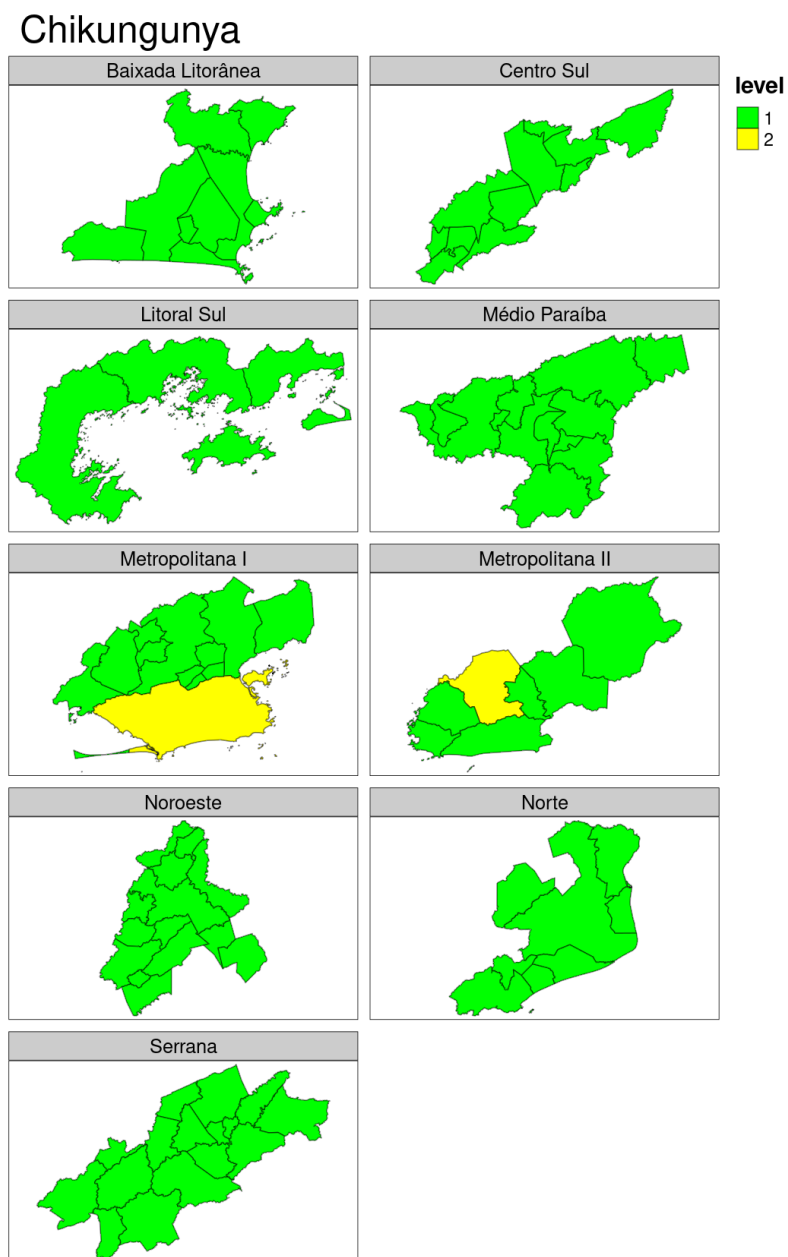 Chikungunya
Baixada Litorânea
Centro Sul
level
1
2
Litoral Sul
Médio Paraíba
Metropolitana I
Metropolitana II
Noroeste
Norte
Serrana